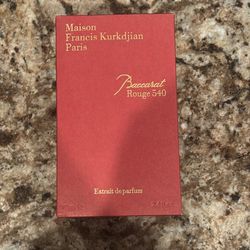 Maison
Francis Kurkdjian
Paris
Baccarat
Rouge 540
Extrait de parfum